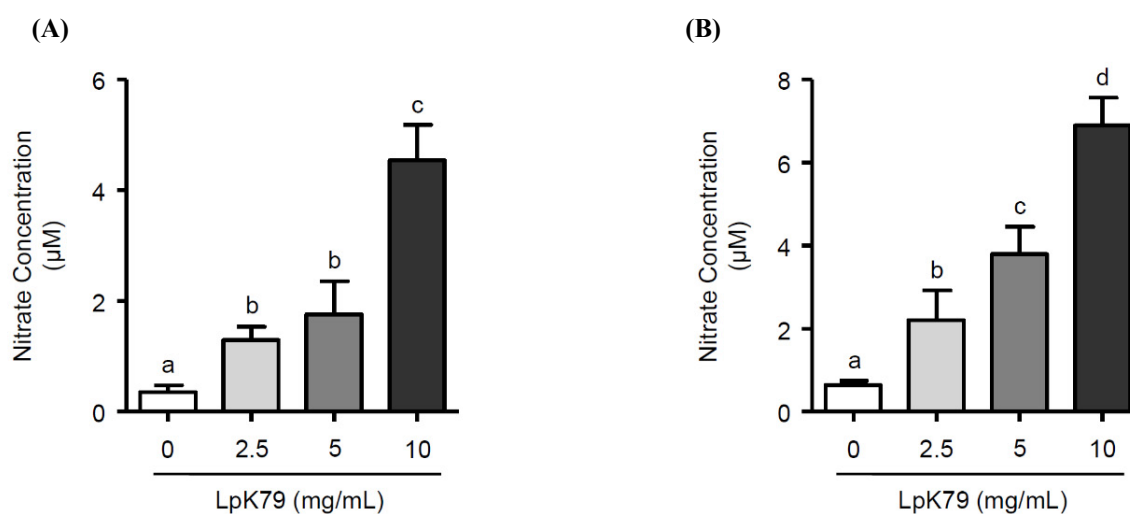 (A)
Nitrate Concentration
(µM)
6
4
2
0
a
b
b
c
0 2.5 5 10
LpK79 (mg/mL)
(B)
Nitrate Concentration
(µM)
8
6
4
2
0
a
b
c
d
0 2.5 5 10
LpK79 (mg/mL)